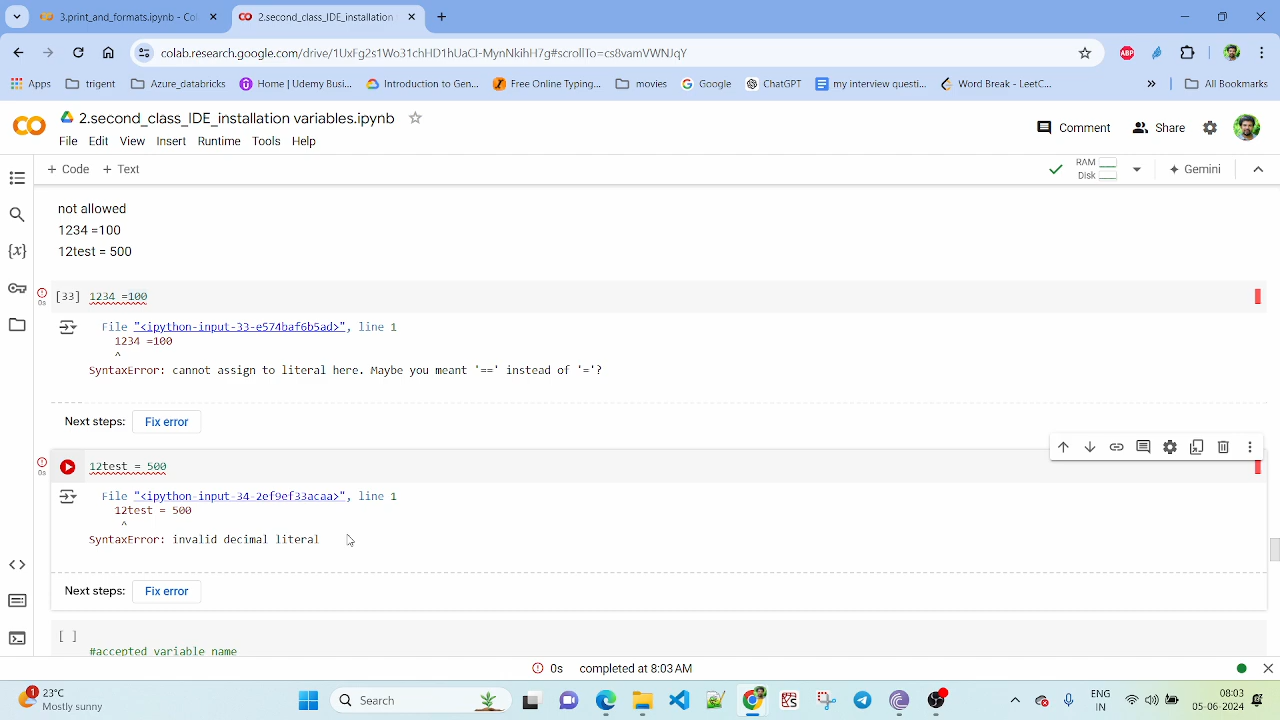 3.print_and_formats.ipynb - Col
2.second_class_IDE_installation
colab.research.google.com/drive/1UxFg2s1Wo31chHD1hUaCI-MynNkihH7g#scrollTo=cs8vamVWNJqY
ABP
Apps
trigent
Azure_databricks
Home | Udemy Busi...
Introduction to Gen...
Free Online Typing...
movies
Google
ChatGPT
my interview questi...
Word Break - LeetC...
»
All Bookmarks
2.second_class_IDE_installation variables.ipynb
Comment
Share
File Edit View Insert Runtime Tools Help
+ Code + Text
RAM
Disk
Gemini
not allowed
1234 =100
12test = 500
{x}
[33] 1234 =100
0s
File "<ipython-input-33-e574baf6b5ad>", line 1
1234 =100
^
SyntaxError: cannot assign to literal here. Maybe you meant '==' instead of '='?
Next steps: Fix error
12test = 500
0s
File "<ipython-input-34-2ef9ef33acaa>", line 1
12test = 500
^
SyntaxError: invalid decimal literal
Next steps: Fix error
[ ]
#accepted variable name
0s completed at 8:03 AM
1
23°C
Mostly sunny
Search
ENG
IN
08:03
05-06-2024